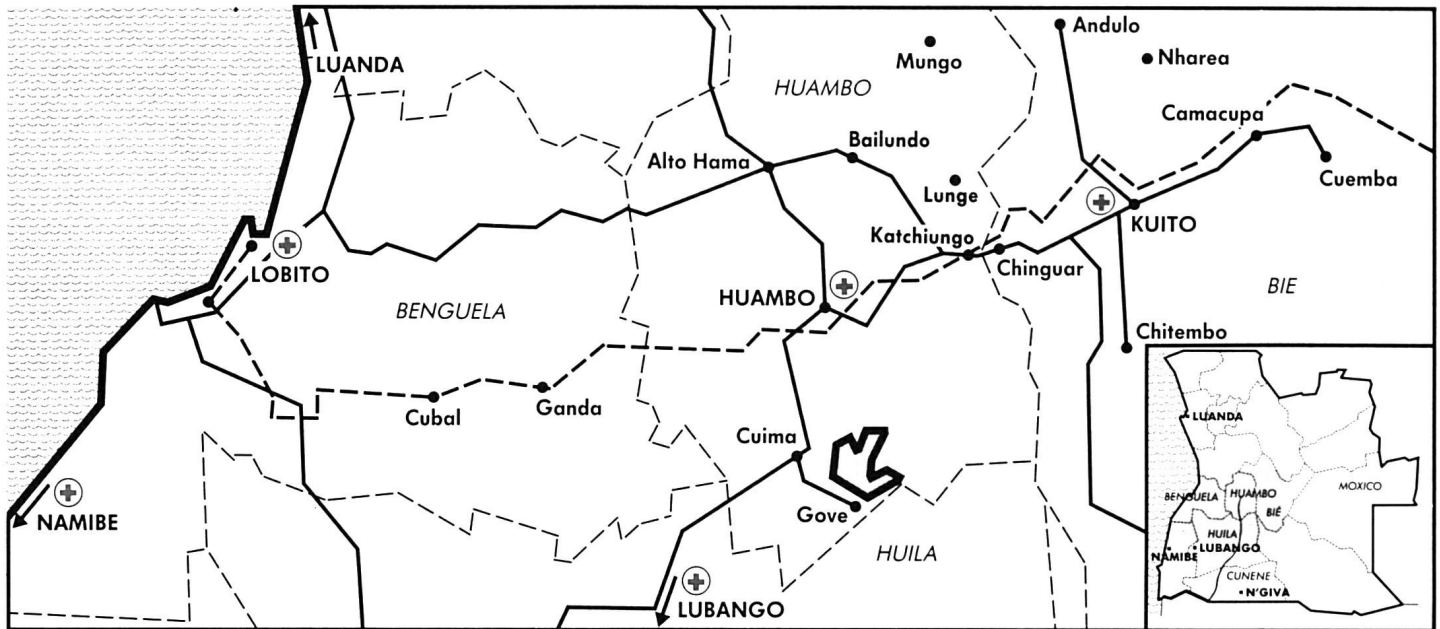 Andulo
Mungo
Nharea
LUANDA
HUAMBO
Camacupa
Bailundo
Alto Hama
Cuemba
Lunge
KUITO
Katchiungo
LOBITO
Chinguar
HUAMBO
BIE
BENGUELA
Chitembo
Ganda
Cubal
Cuima
NAMIBE
Gove
HUILA
LUBANGO
LUANDA
BENGUELA
HUAMBO
MOXICO
BIÉ
HUILA
NAMIBE
LUBANGO
CUNENE
N'GIVA